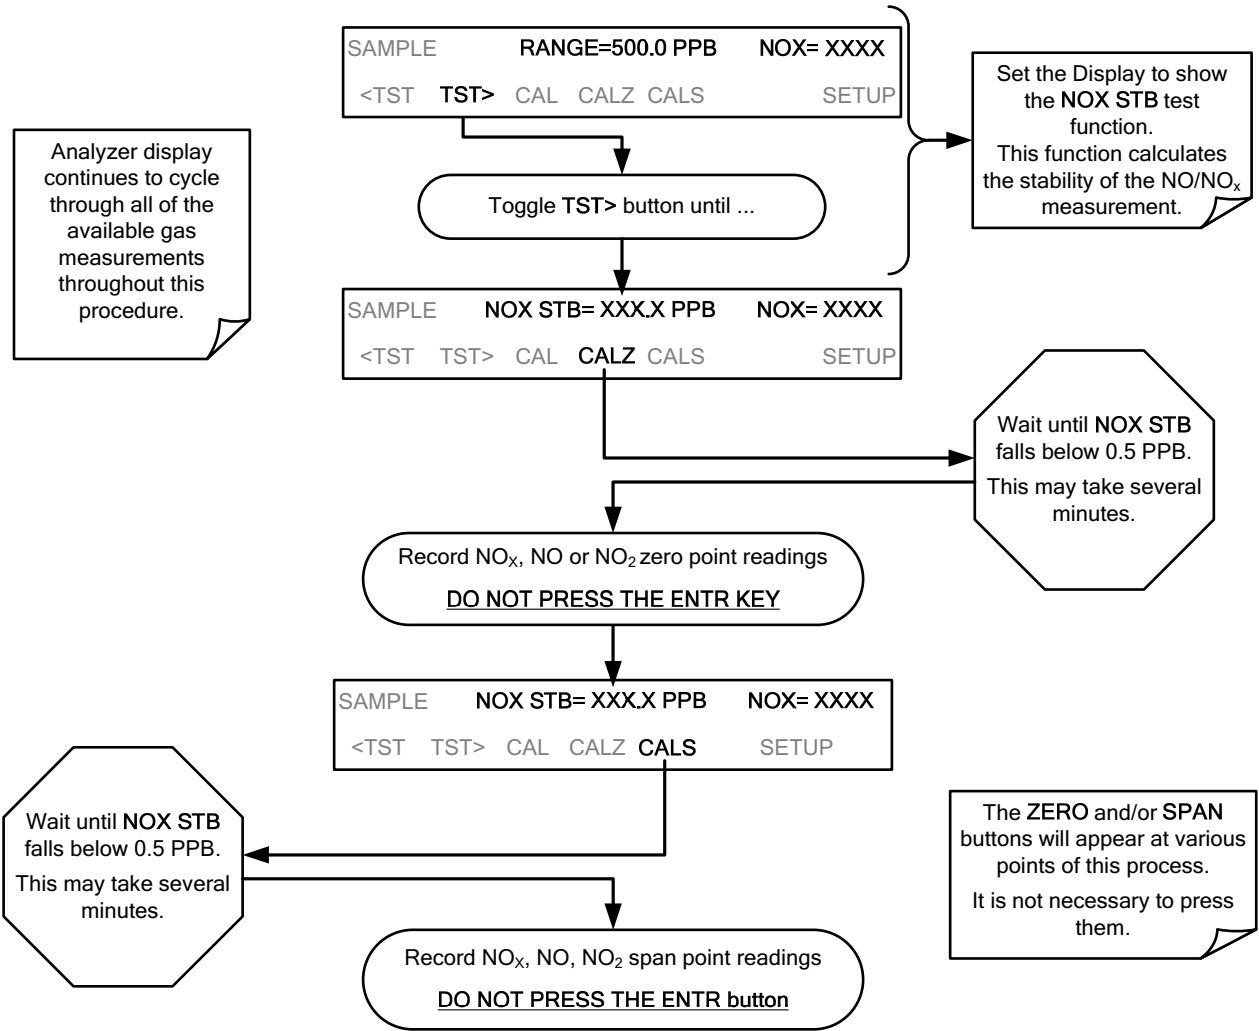 SAMPLE RANGE=500.0 PPB NOX= XXXX
<TST TST> CAL CALZ CALS SETUP
Set the Display to show
the NOX STB test
function.
This function calculates
the stability of the NO/NOx
measurement.
Analyzer display
continues to cycle
through all of the
available gas
measurements
throughout this
procedure.
Toggle TST> button until ...
SAMPLE NOX STB= XXX.X PPB NOX= XXXX
<TST TST> CAL CALZ CALS SETUP
Wait until NOX STB
falls below 0.5 PPB.
This may take several
minutes.
Record NOX, NO or NO2 zero point readings
DO NOT PRESS THE ENTR KEY
SAMPLE NOX STB= XXX.X PPB NOX= XXXX
<TST TST> CAL CALZ CALS SETUP
Wait until NOX STB
falls below 0.5 PPB.
This may take several
minutes.
The ZERO and/or SPAN
buttons will appear at various
points of this process.
It is not necessary to press
them.
Record NOX, NO, NO2 span point readings
DO NOT PRESS THE ENTR button